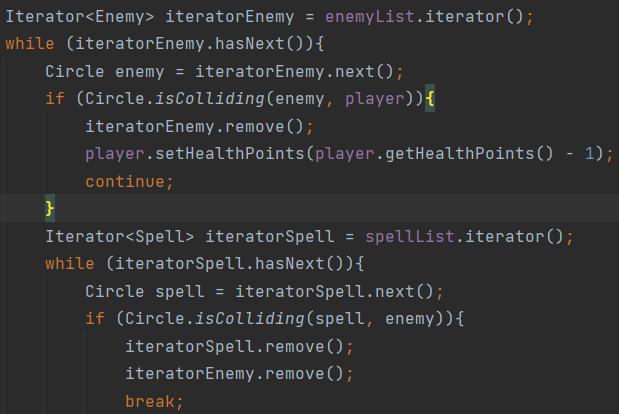 Iterator<Enemy> iteratorEnemy = enemyList.iterator();
while (iteratorEnemy.hasNext()){
    Circle enemy = iteratorEnemy.next();
    if (Circle.isColliding(enemy, player)){
        iteratorEnemy.remove();
        player.setHealthPoints(player.getHealthPoints() - 1);
        continue;
    }
    Iterator<Spell> iteratorSpell = spellList.iterator();
    while (iteratorSpell.hasNext()){
        Circle spell = iteratorSpell.next();
        if (Circle.isColliding(spell, enemy)){
            iteratorSpell.remove();
            iteratorEnemy.remove();
            break;